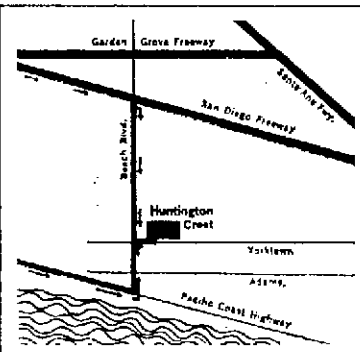 Garden Grove Freeway
Santa Ana Fwy.
San Diego Freeway
Beach Blvd.
Huntington
Crest
Yorktown
Adams
Pacific Coast Highway